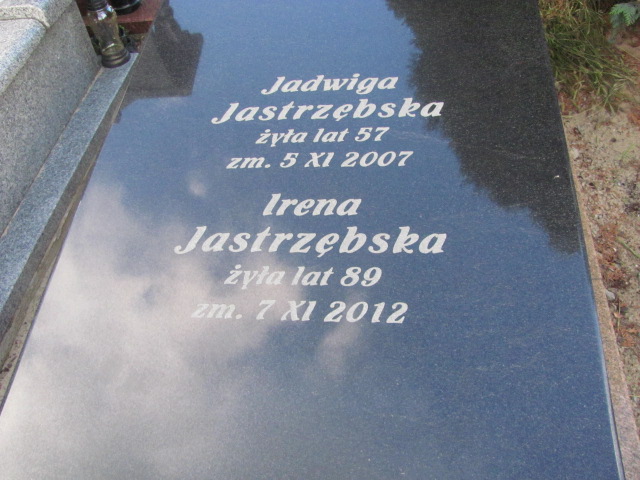 Jadwiga
Jastrzębska
żyła lat 57
zm. 5 XI 2007
Irena
Jastrzębska
żyła lat 89
zm. 7 XI 2012